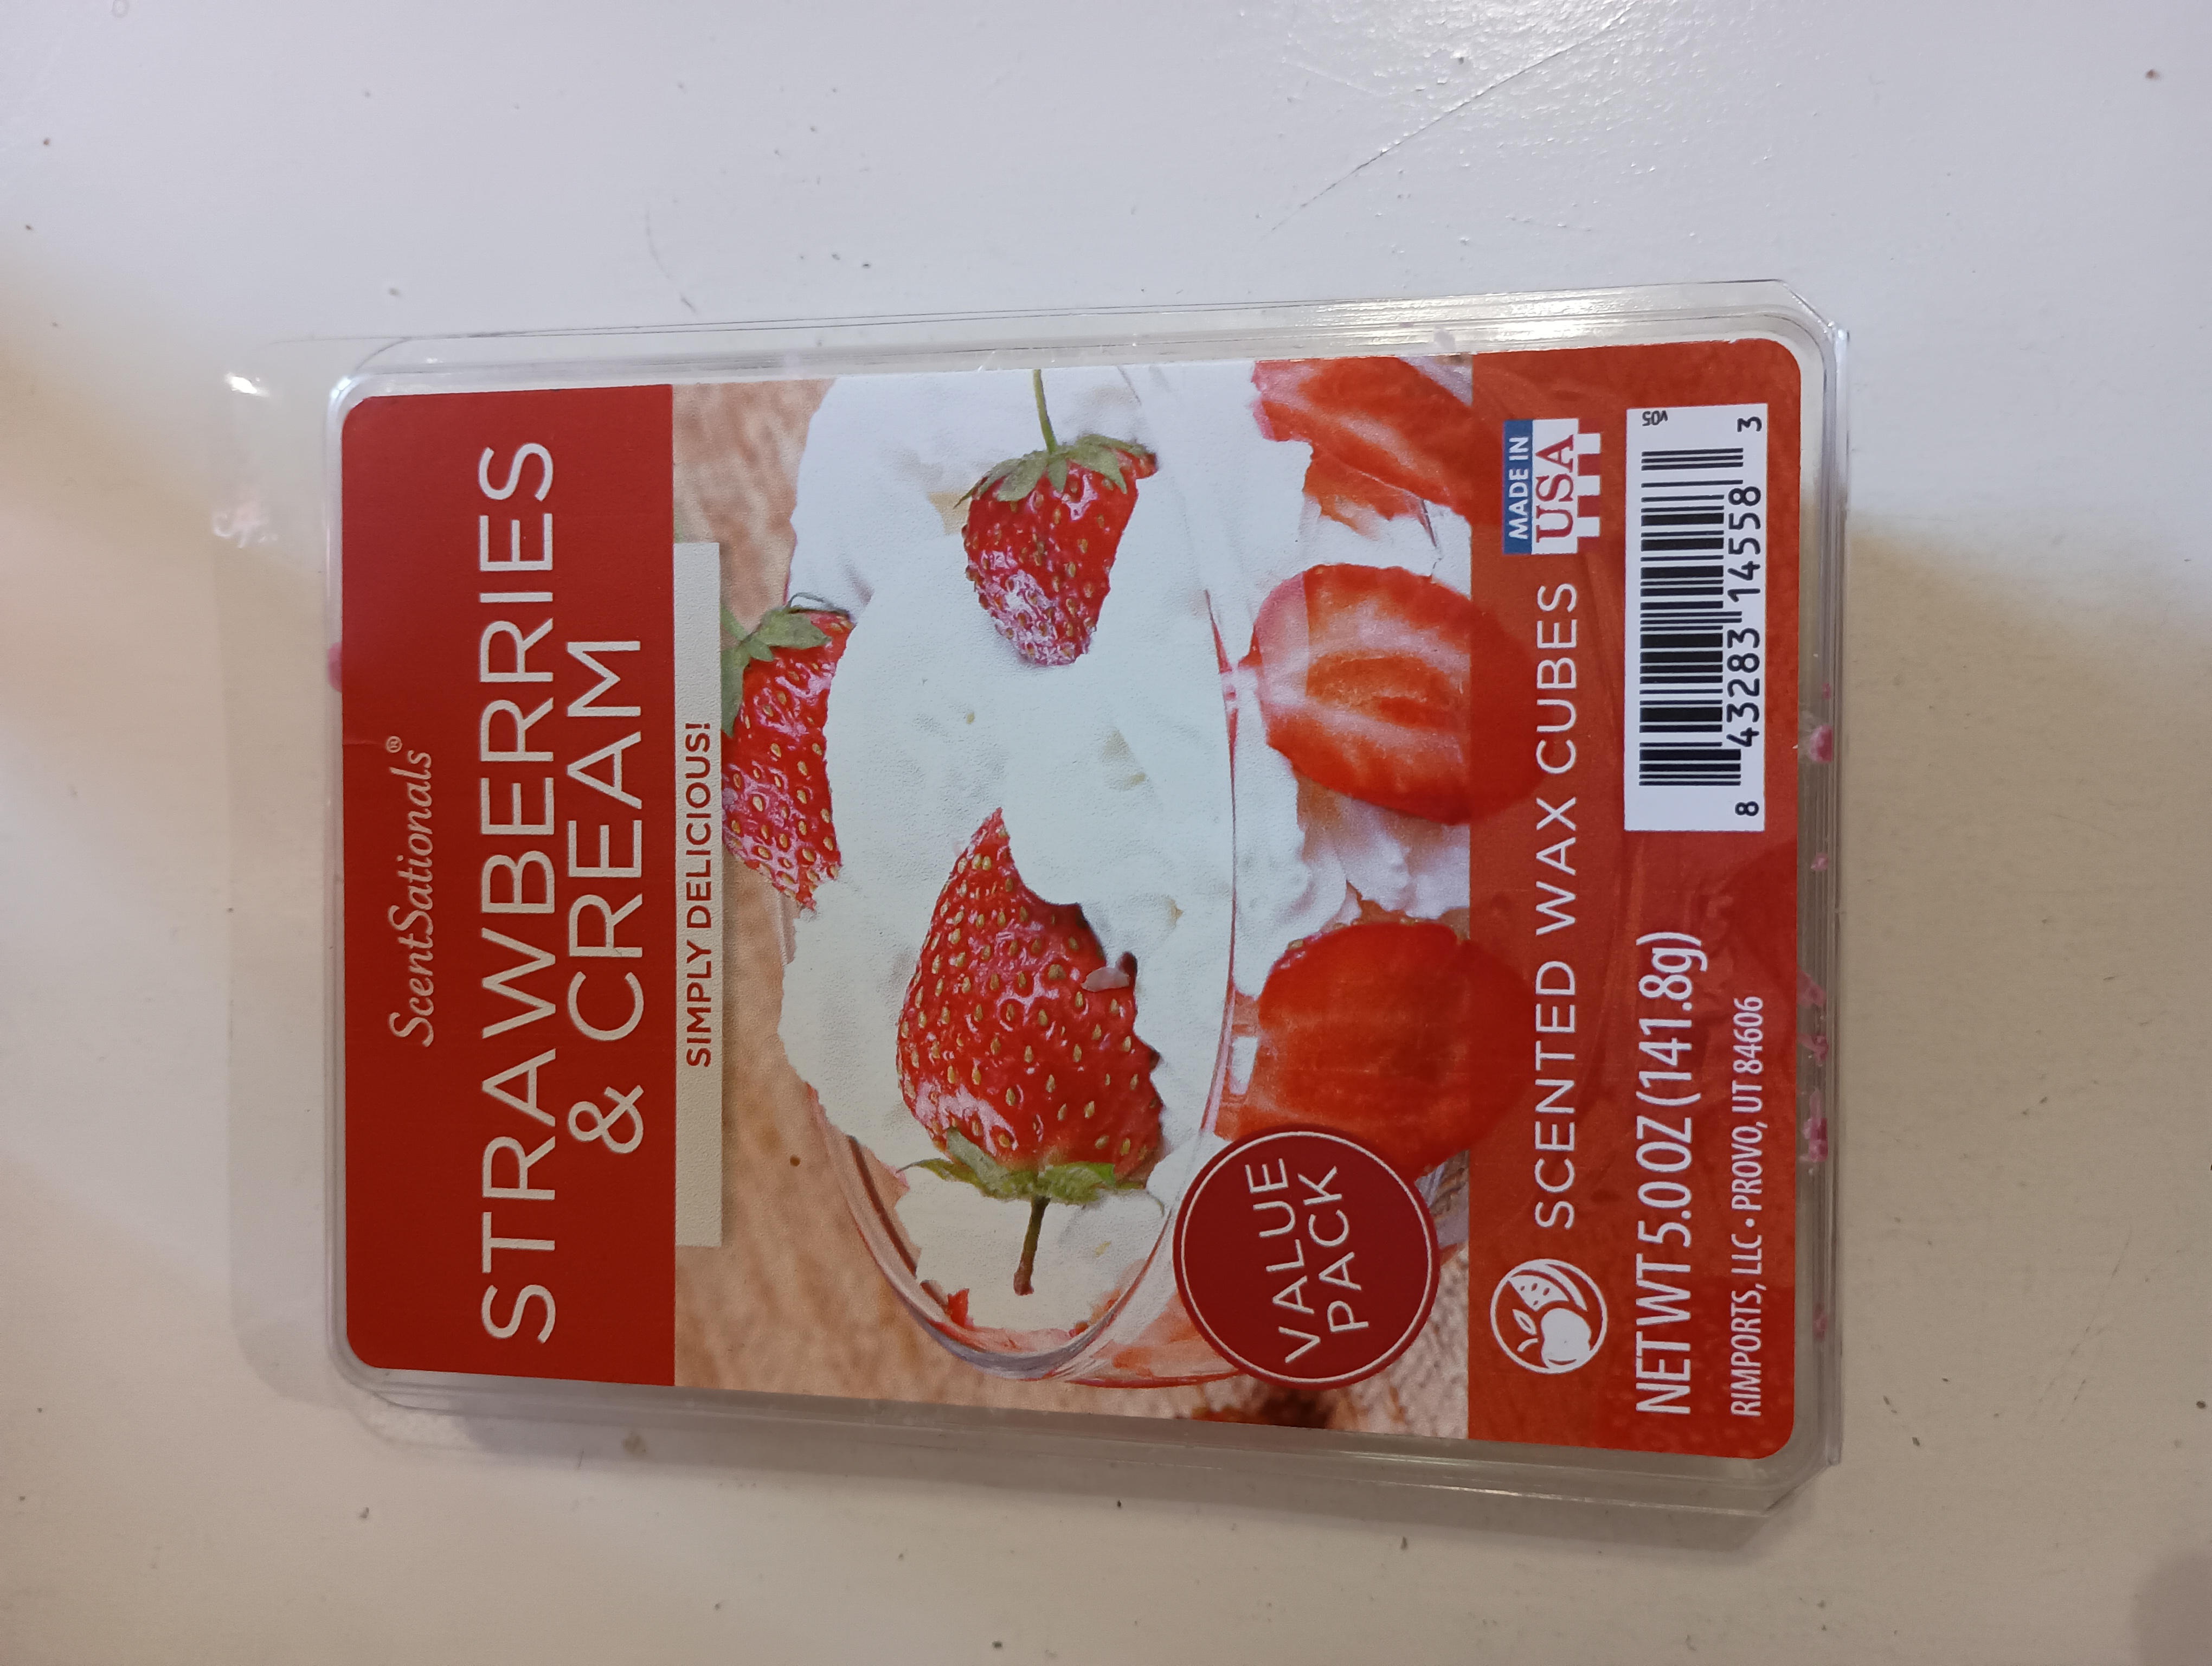 ScentSationals®
STRAWBERRIES
& CREAM
SIMPLY DELICIOUS!
VALUE
PACK
SCENTED WAX CUBES
MADE IN
USA
NET WT 5.0 OZ (141.8g)
RIMPORTS, LLC • PROVO, UT 84606
8 43283 14558 3
V05